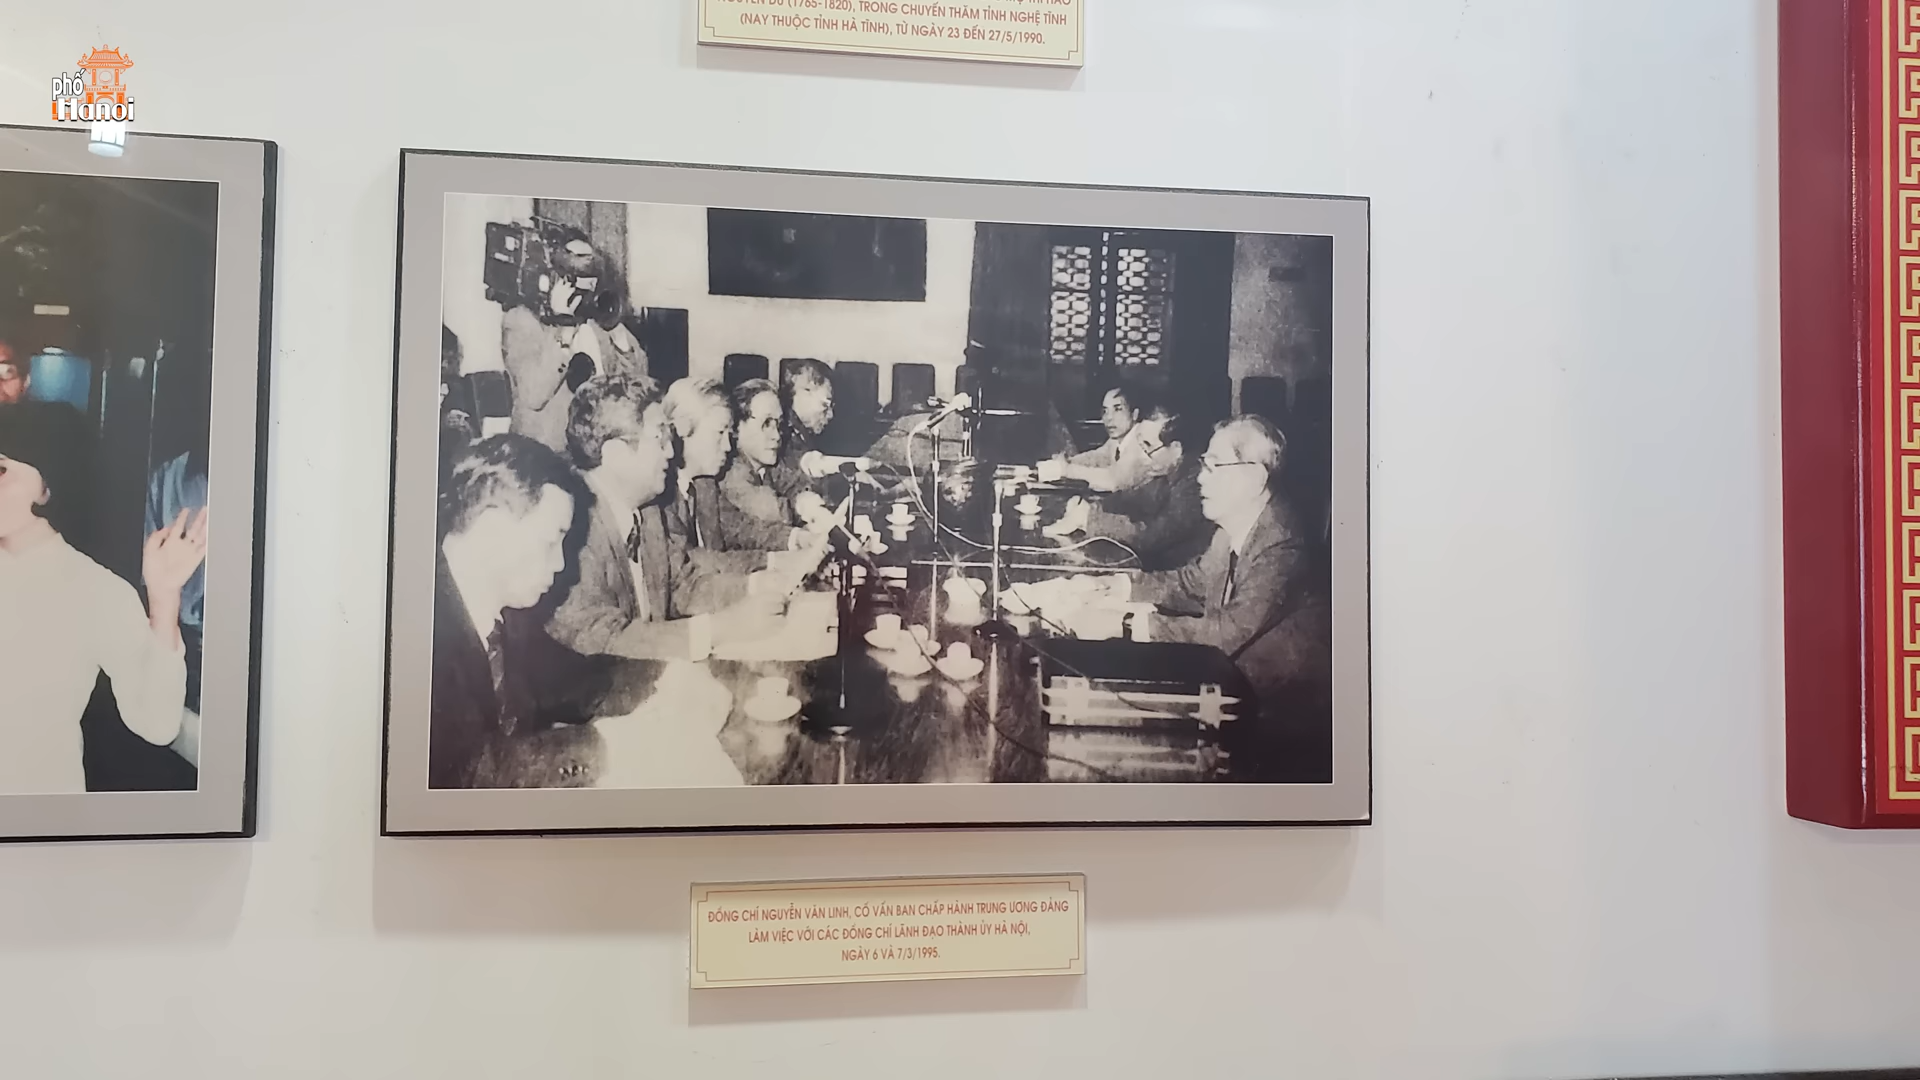 NGUYỄN DU (1765-1820), TRONG CHUYẾN THĂM TỈNH NGHỆ TĨNH
(NAY THUỘC TỈNH HÀ TĨNH), TỪ NGÀY 23 ĐẾN 27/5/1990.
phố
Hanoi
ĐỒNG CHÍ NGUYỄN VĂN LINH, CỐ VẤN BAN CHẤP HÀNH TRUNG ƯƠNG ĐẢNG
LÀM VIỆC VỚI CÁC ĐỒNG CHÍ LÃNH ĐẠO THÀNH ỦY HÀ NỘI,
NGÀY 6 VÀ 7/3/1995.